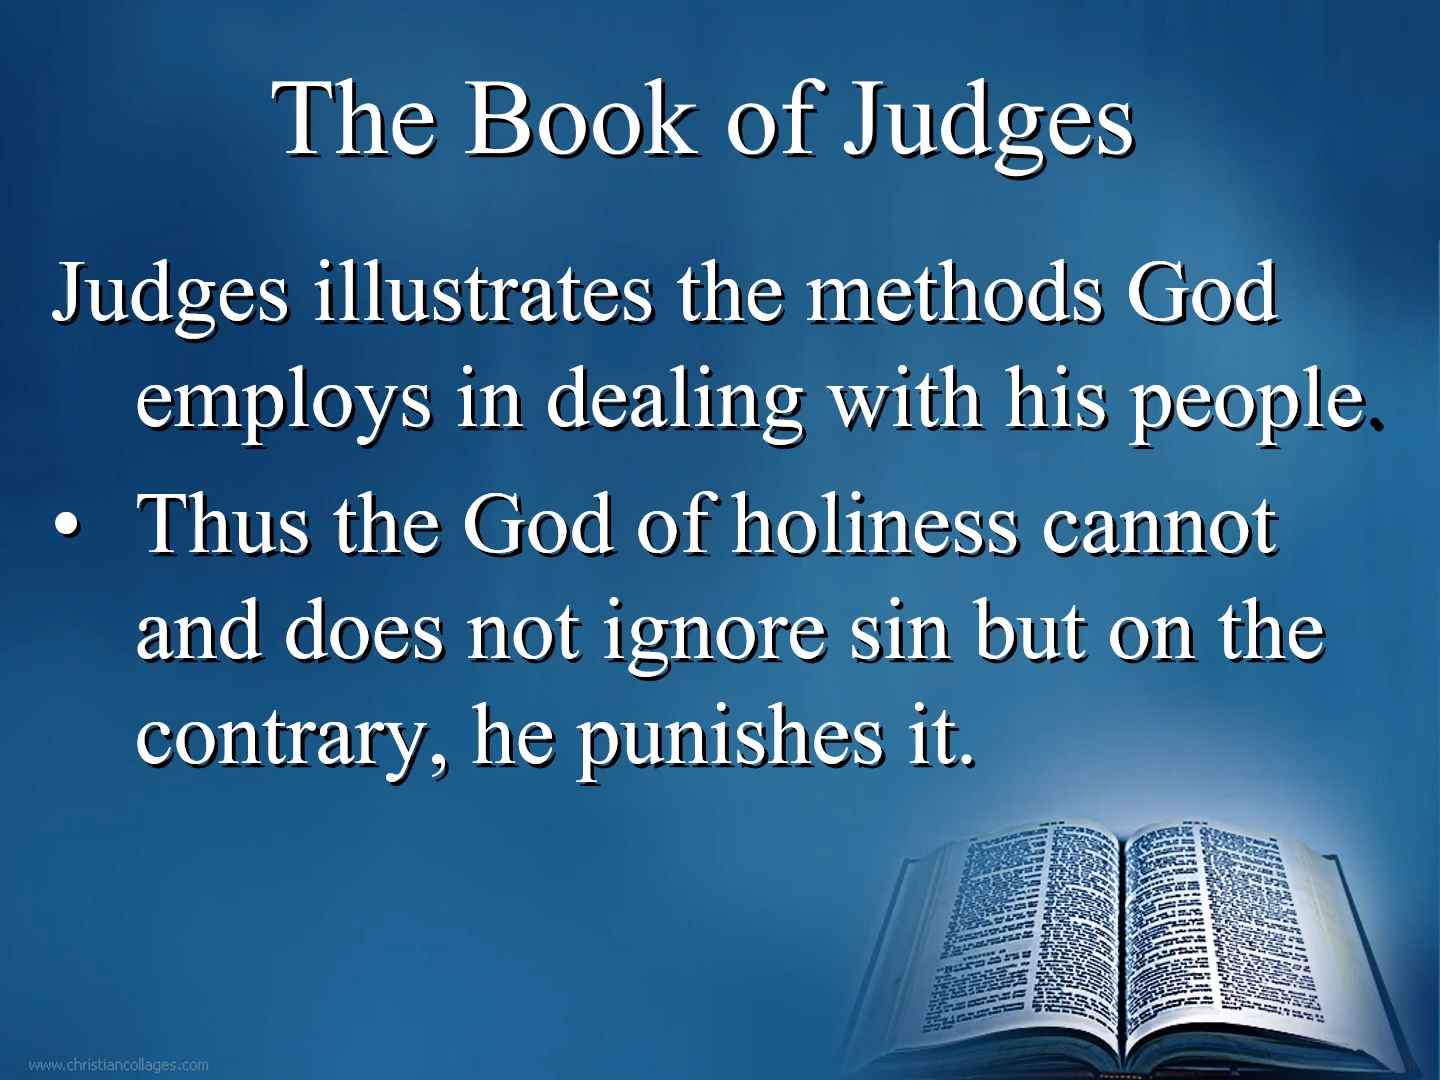 The Book of Judges
Judges illustrates the methods God
employs in dealing with his people.
• Thus the God of holiness cannot
and does not ignore sin but on the
contrary, he punishes it.
www.christiancollages.com